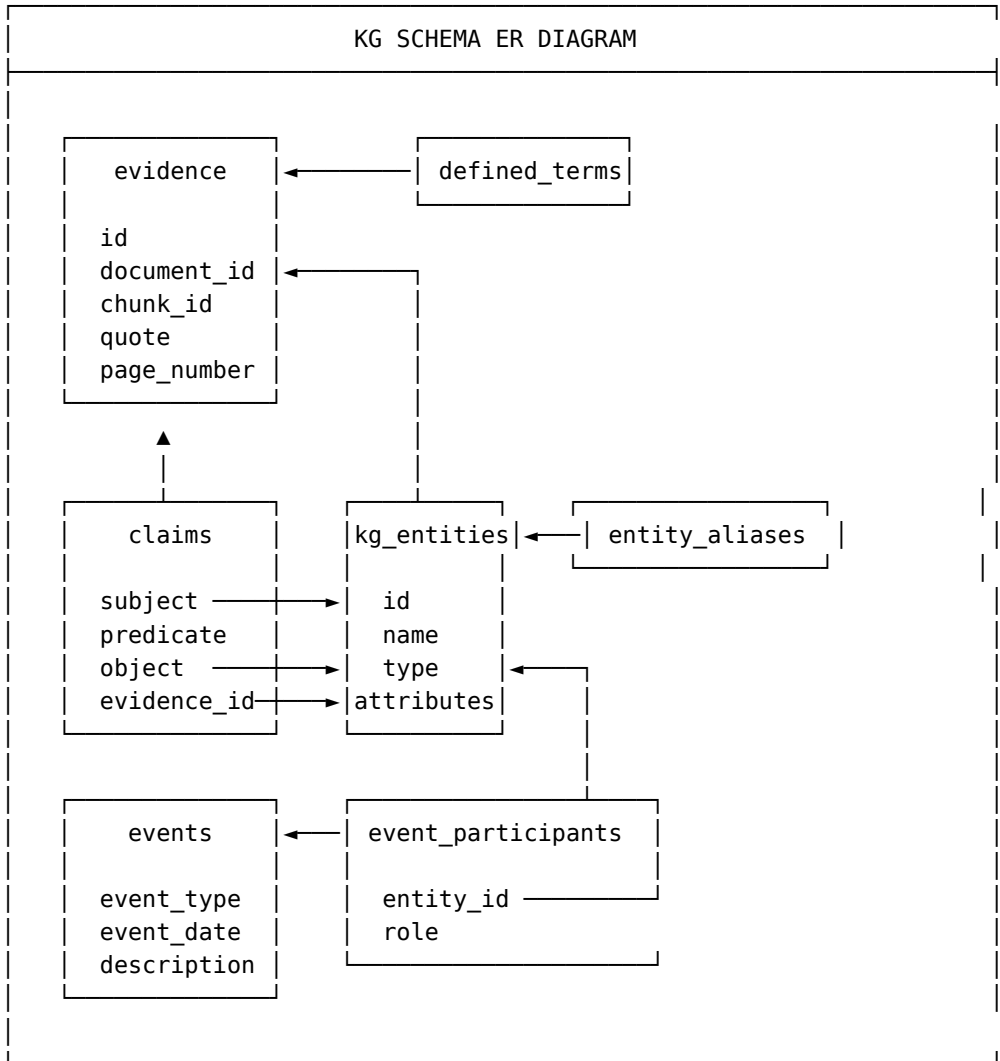 KG SCHEMA ER DIAGRAM
evidence defined_terms
id
document_id
chunk_id
quote
page_number
claims kg_entities entity_aliases
subject id
predicate name
object type
evidence_id attributes
events event_participants
event_type entity_id
event_date role
description